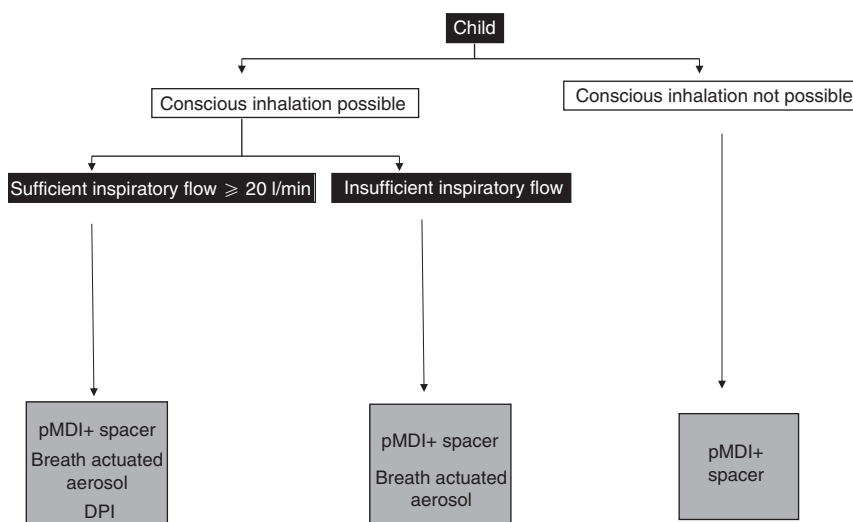 Child
Conscious inhalation possible
Conscious inhalation not possible
Sufficient inspiratory flow ⩾ 20 l/min
Insufficient inspiratory flow
pMDI+ spacer
Breath actuated
aerosol
DPI
pMDI+ spacer
Breath actuated
aerosol
pMDI+
spacer